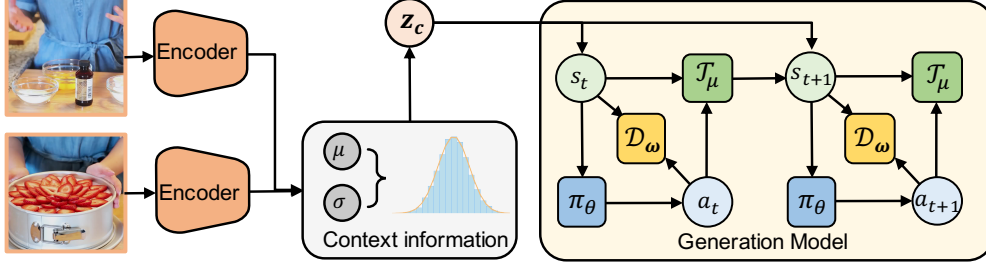 Encoder
Encoder
μ
σ
Context information
z_c
s_t
𝒯_μ
s_{t+1}
𝒯_μ
𝒟_ω
𝒟_ω
π_θ
a_t
π_θ
a_{t+1}
Generation Model